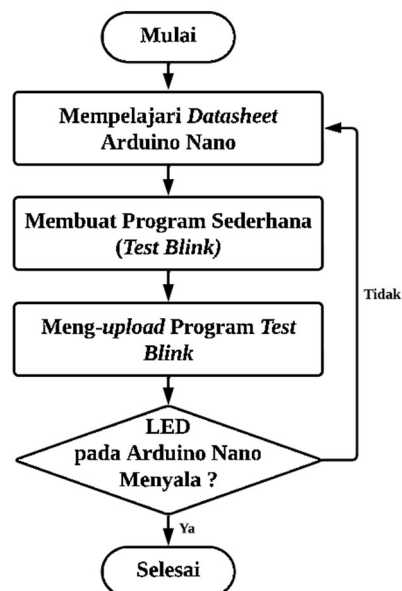 Mulai
Mempelajari Datasheet
Arduino Nano
Membuat Program Sederhana
(Test Blink)
Tidak
Meng-upload Program Test
Blink
LED
pada Arduino Nano
Menyala ?
Ya
Selesai